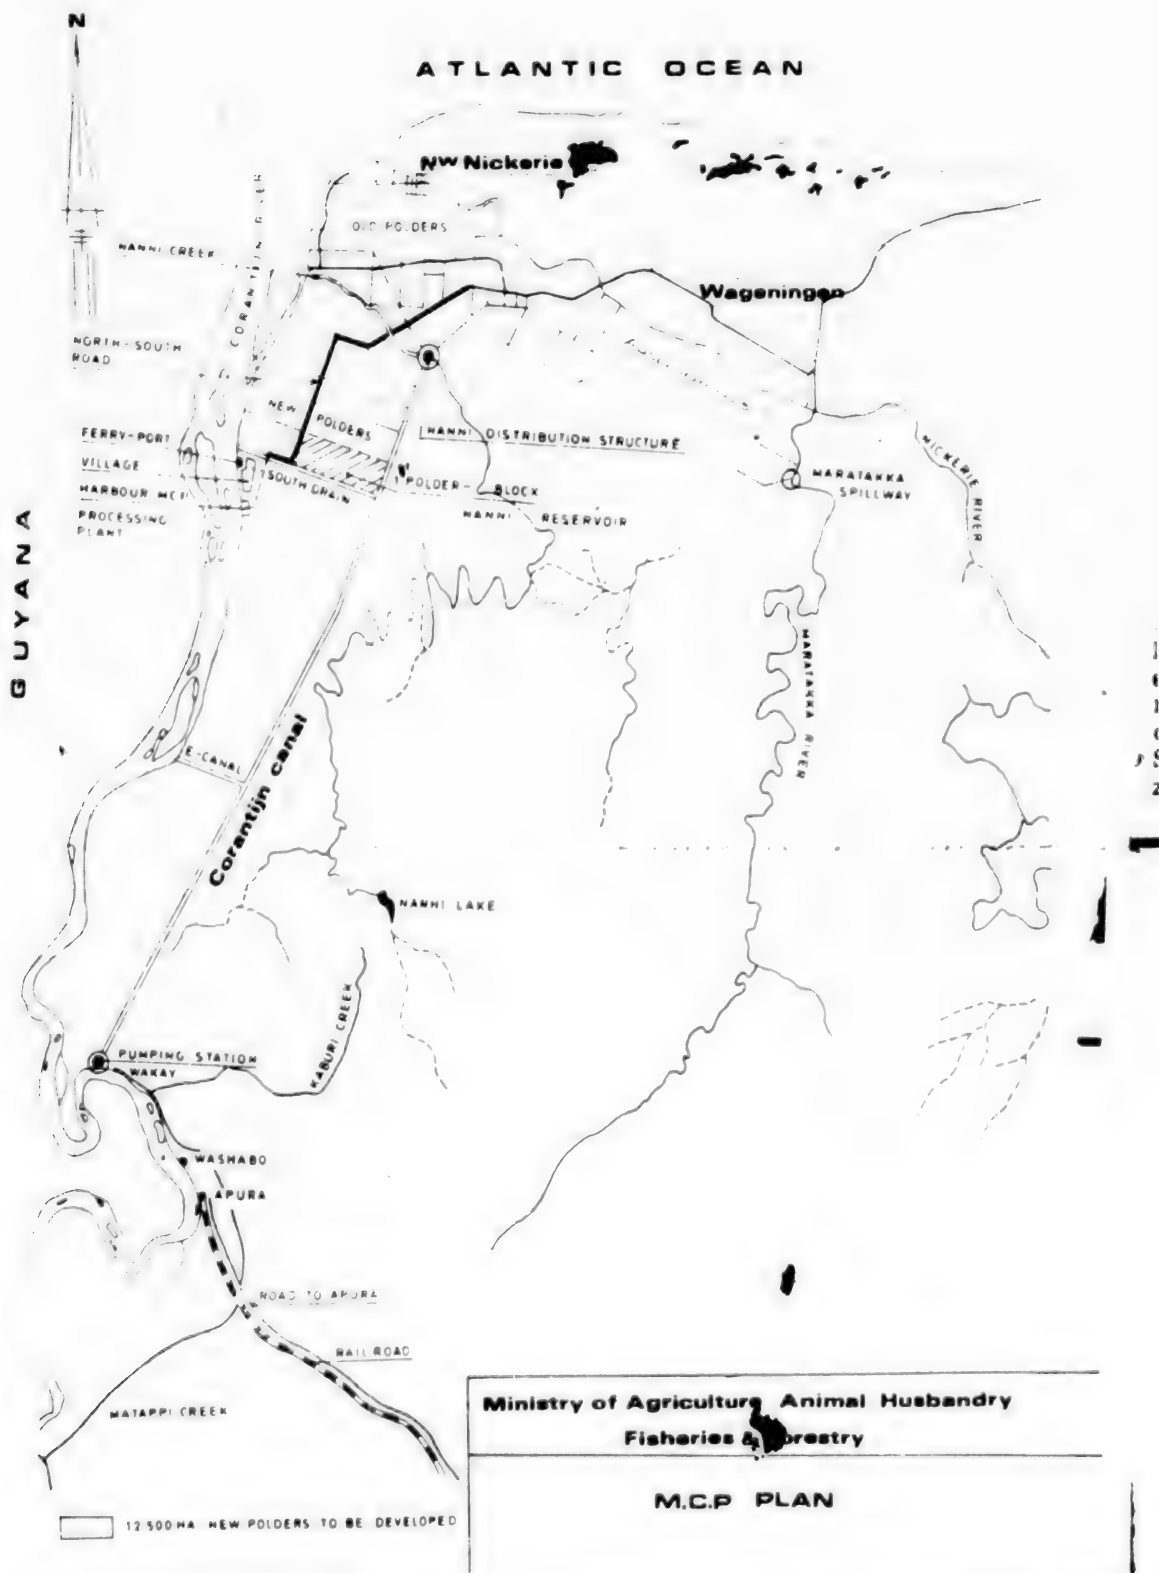 N
ATLANTIC OCEAN
NW Nickerie
OLD POLDERS
NANNI CREEK
CORANTIJN RIVER
Wageningen
NORTH-SOUTH
ROAD
NEW
POLDERS
FERRY-PORT
NANNI DISTRIBUTION STRUCTURE
NICKERIE RIVER
VILLAGE
MARATAKKA
SPILLWAY
SOUTH DRAIN
1 POLDER-BLOCK
HARBOUR MCP
NANNI RESERVOIR
PROCESSING
PLANT
GUYANA
MARATAKKA RIVER
E-CANAL
Corantijn canal
NANNI LAKE
KABURI CREEK
PUMPING STATION
WAKAY
WASHABO
APURA
ROAD TO APURA
RAILROAD
MATAPPI CREEK
Ministry of Agriculture Animal Husbandry
Fisheries & Forestry
M.C.P PLAN
12 500 HA NEW POLDERS TO BE DEVELOPED